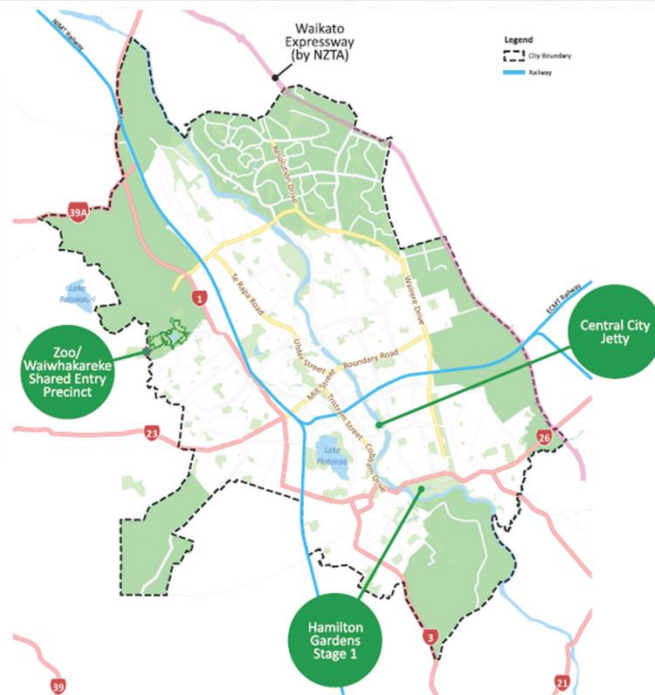 Waikato
Expressway
(by NZTA)
Legend
City Boundary
Railway
NIMT Railway
Resolution Drive
39A
Lake
Rotokauri
1
Te Rapa Road
Wairere Drive
ECMT Railway
Central City
Jetty
Zoo/
Waiwhakareke
Shared Entry
Precinct
Ulster Street
Boundary Road
Mill Street
Tristram Street
23
26
Lake
Rotoroa
Cobham Drive
Hamilton
Gardens
Stage 1
3
39
21